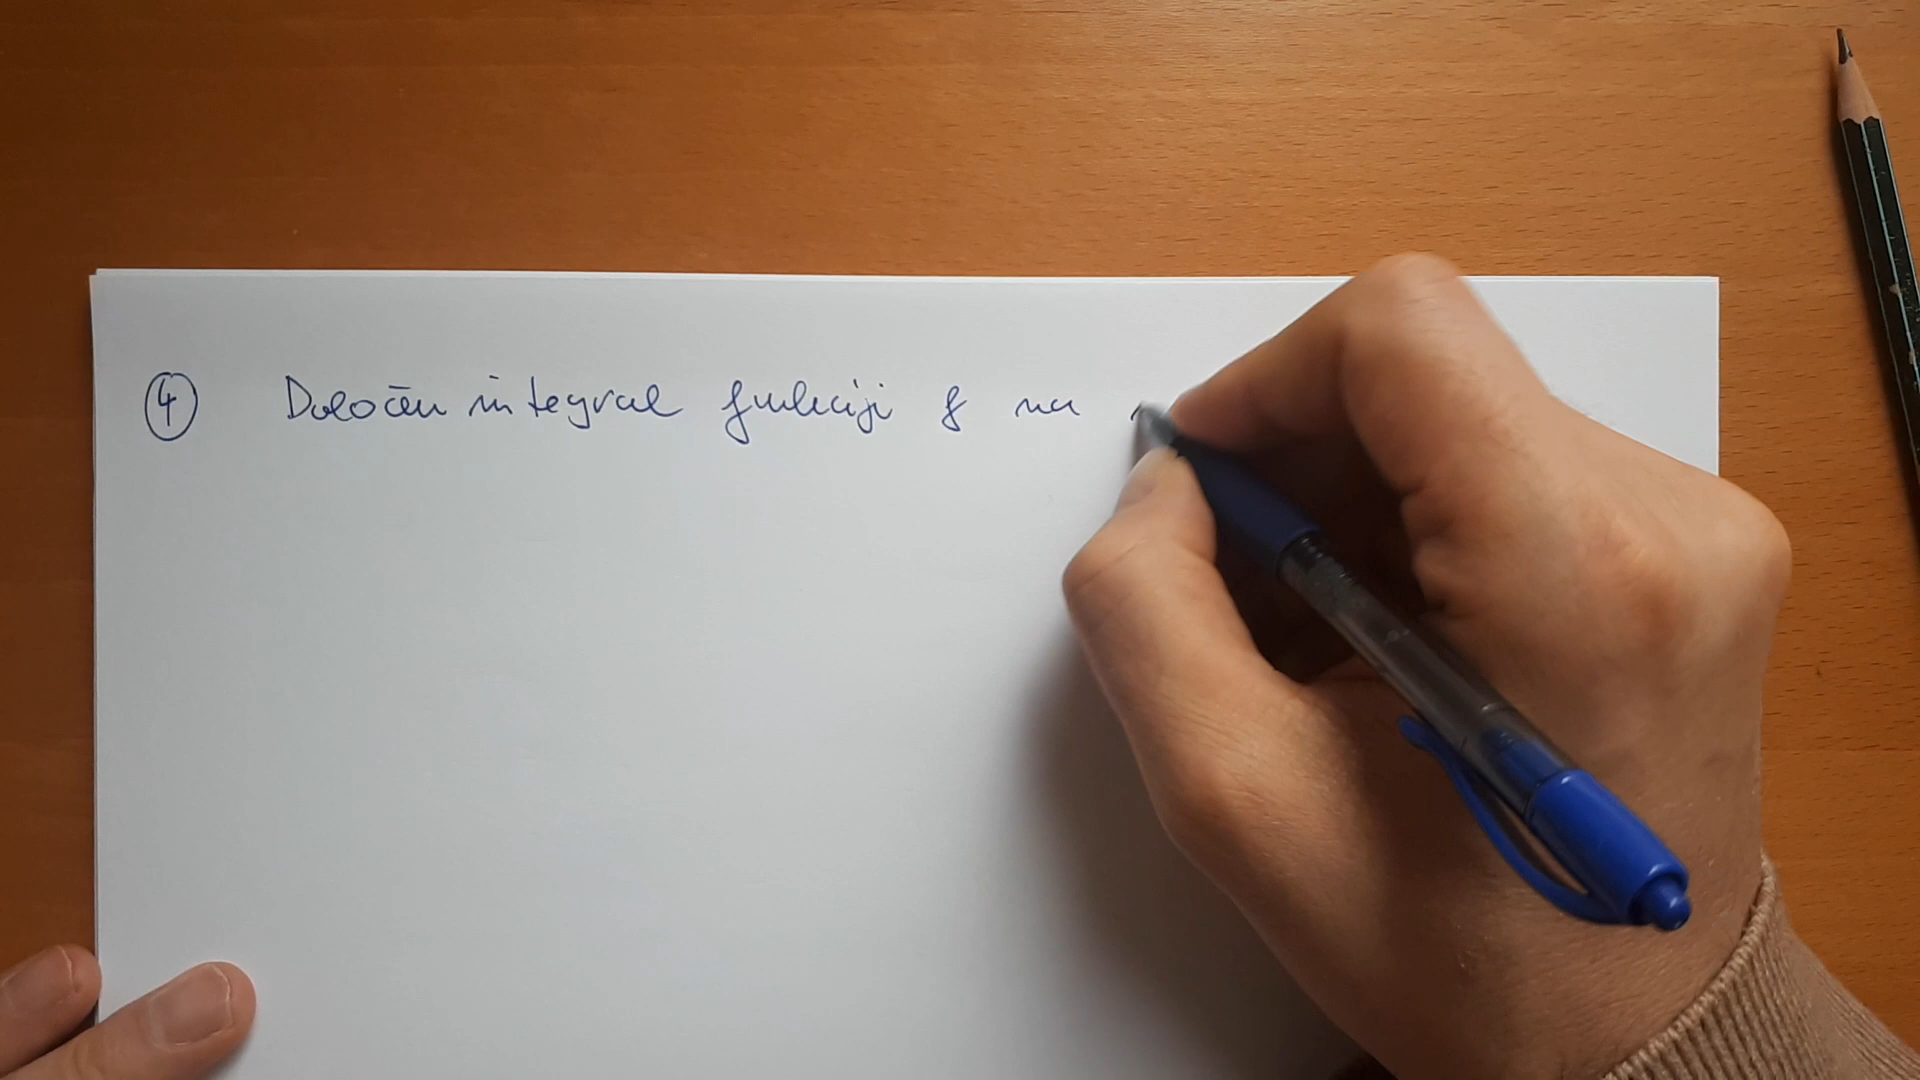 ④ Določen integral funkciji f na